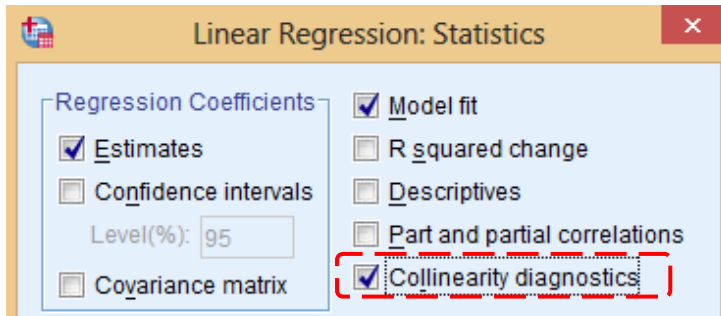 Linear Regression: Statistics
Regression Coefficients
Estimates
Confidence intervals
Level(%): 95
Covariance matrix
Model fit
R squared change
Descriptives
Part and partial correlations
Collinearity diagnostics